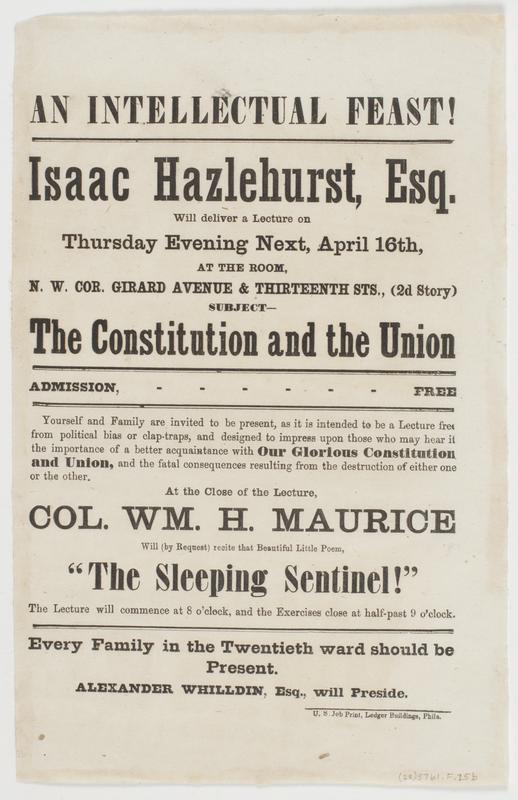 AN INTELLECTUAL FEAST!
Isaac Hazlehurst, Esq.
Will deliver a Lecture on
Thursday Evening Next, April 16th,
AT THE ROOM,
N. W. COR. GIRARD AVENUE & THIRTEENTH STS., (2d Story)
SUBJECT—
The Constitution and the Union
ADMISSION, - - - - - - FREE
Yourself and Family are invited to be present, as it is intended to be a Lecture free
from political bias or clap-traps, and designed to impress upon those who may hear it
the importance of a better acquaintance with Our Glorious Constitution
and Union, and the fatal consequences resulting from the destruction of either one
or the other.
At the Close of the Lecture,
COL. WM. H. MAURICE
Will (by Request) recite that Beautiful Little Poem,
"The Sleeping Sentinel!"
The Lecture will commence at 8 o'clock, and the Exercises close at half-past 9 o'clock.
Every Family in the Twentieth ward should be
Present.
ALEXANDER WHILLDIN, Esq., will Preside.
U. S. Job Print, Ledger Buildings, Phila.
(22)5761.F.25b